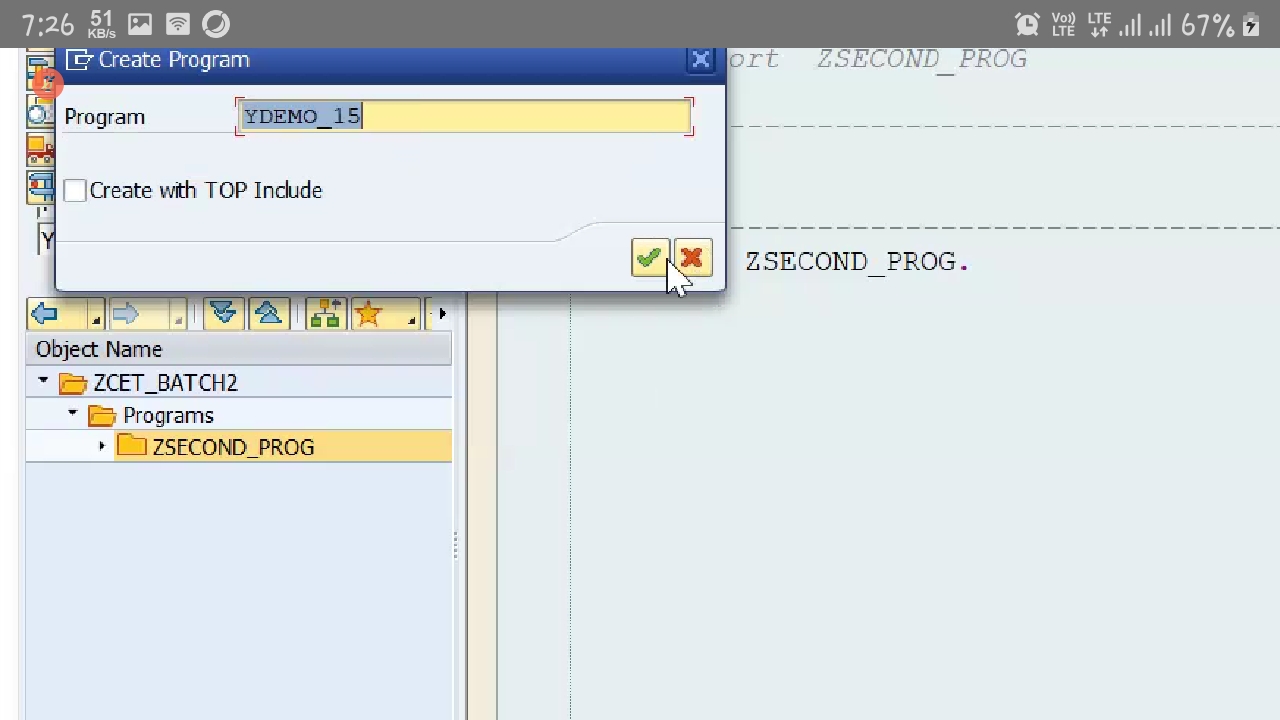 7:26 51 KB/s Vo)) LTE LTE 67%
Create Program
ort ZSECOND_PROG
Program YDEMO_15
Create with TOP Include
Y
ZSECOND_PROG.
Object Name
ZCET_BATCH2
Programs
ZSECOND_PROG